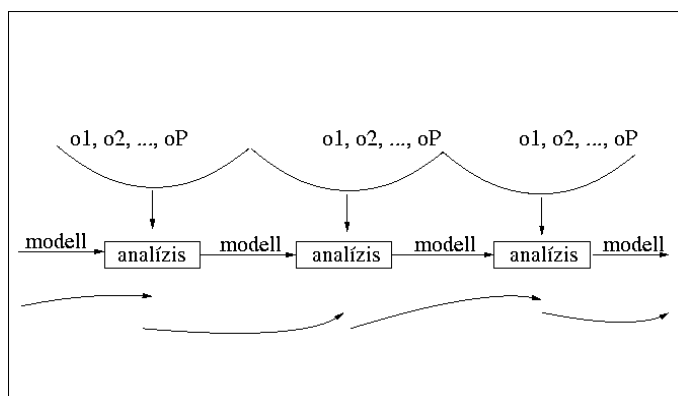 o1, o2, ..., oP o1, o2, ..., oP o1, o2, ..., oP
modell modell modell modell
analízis analízis analízis